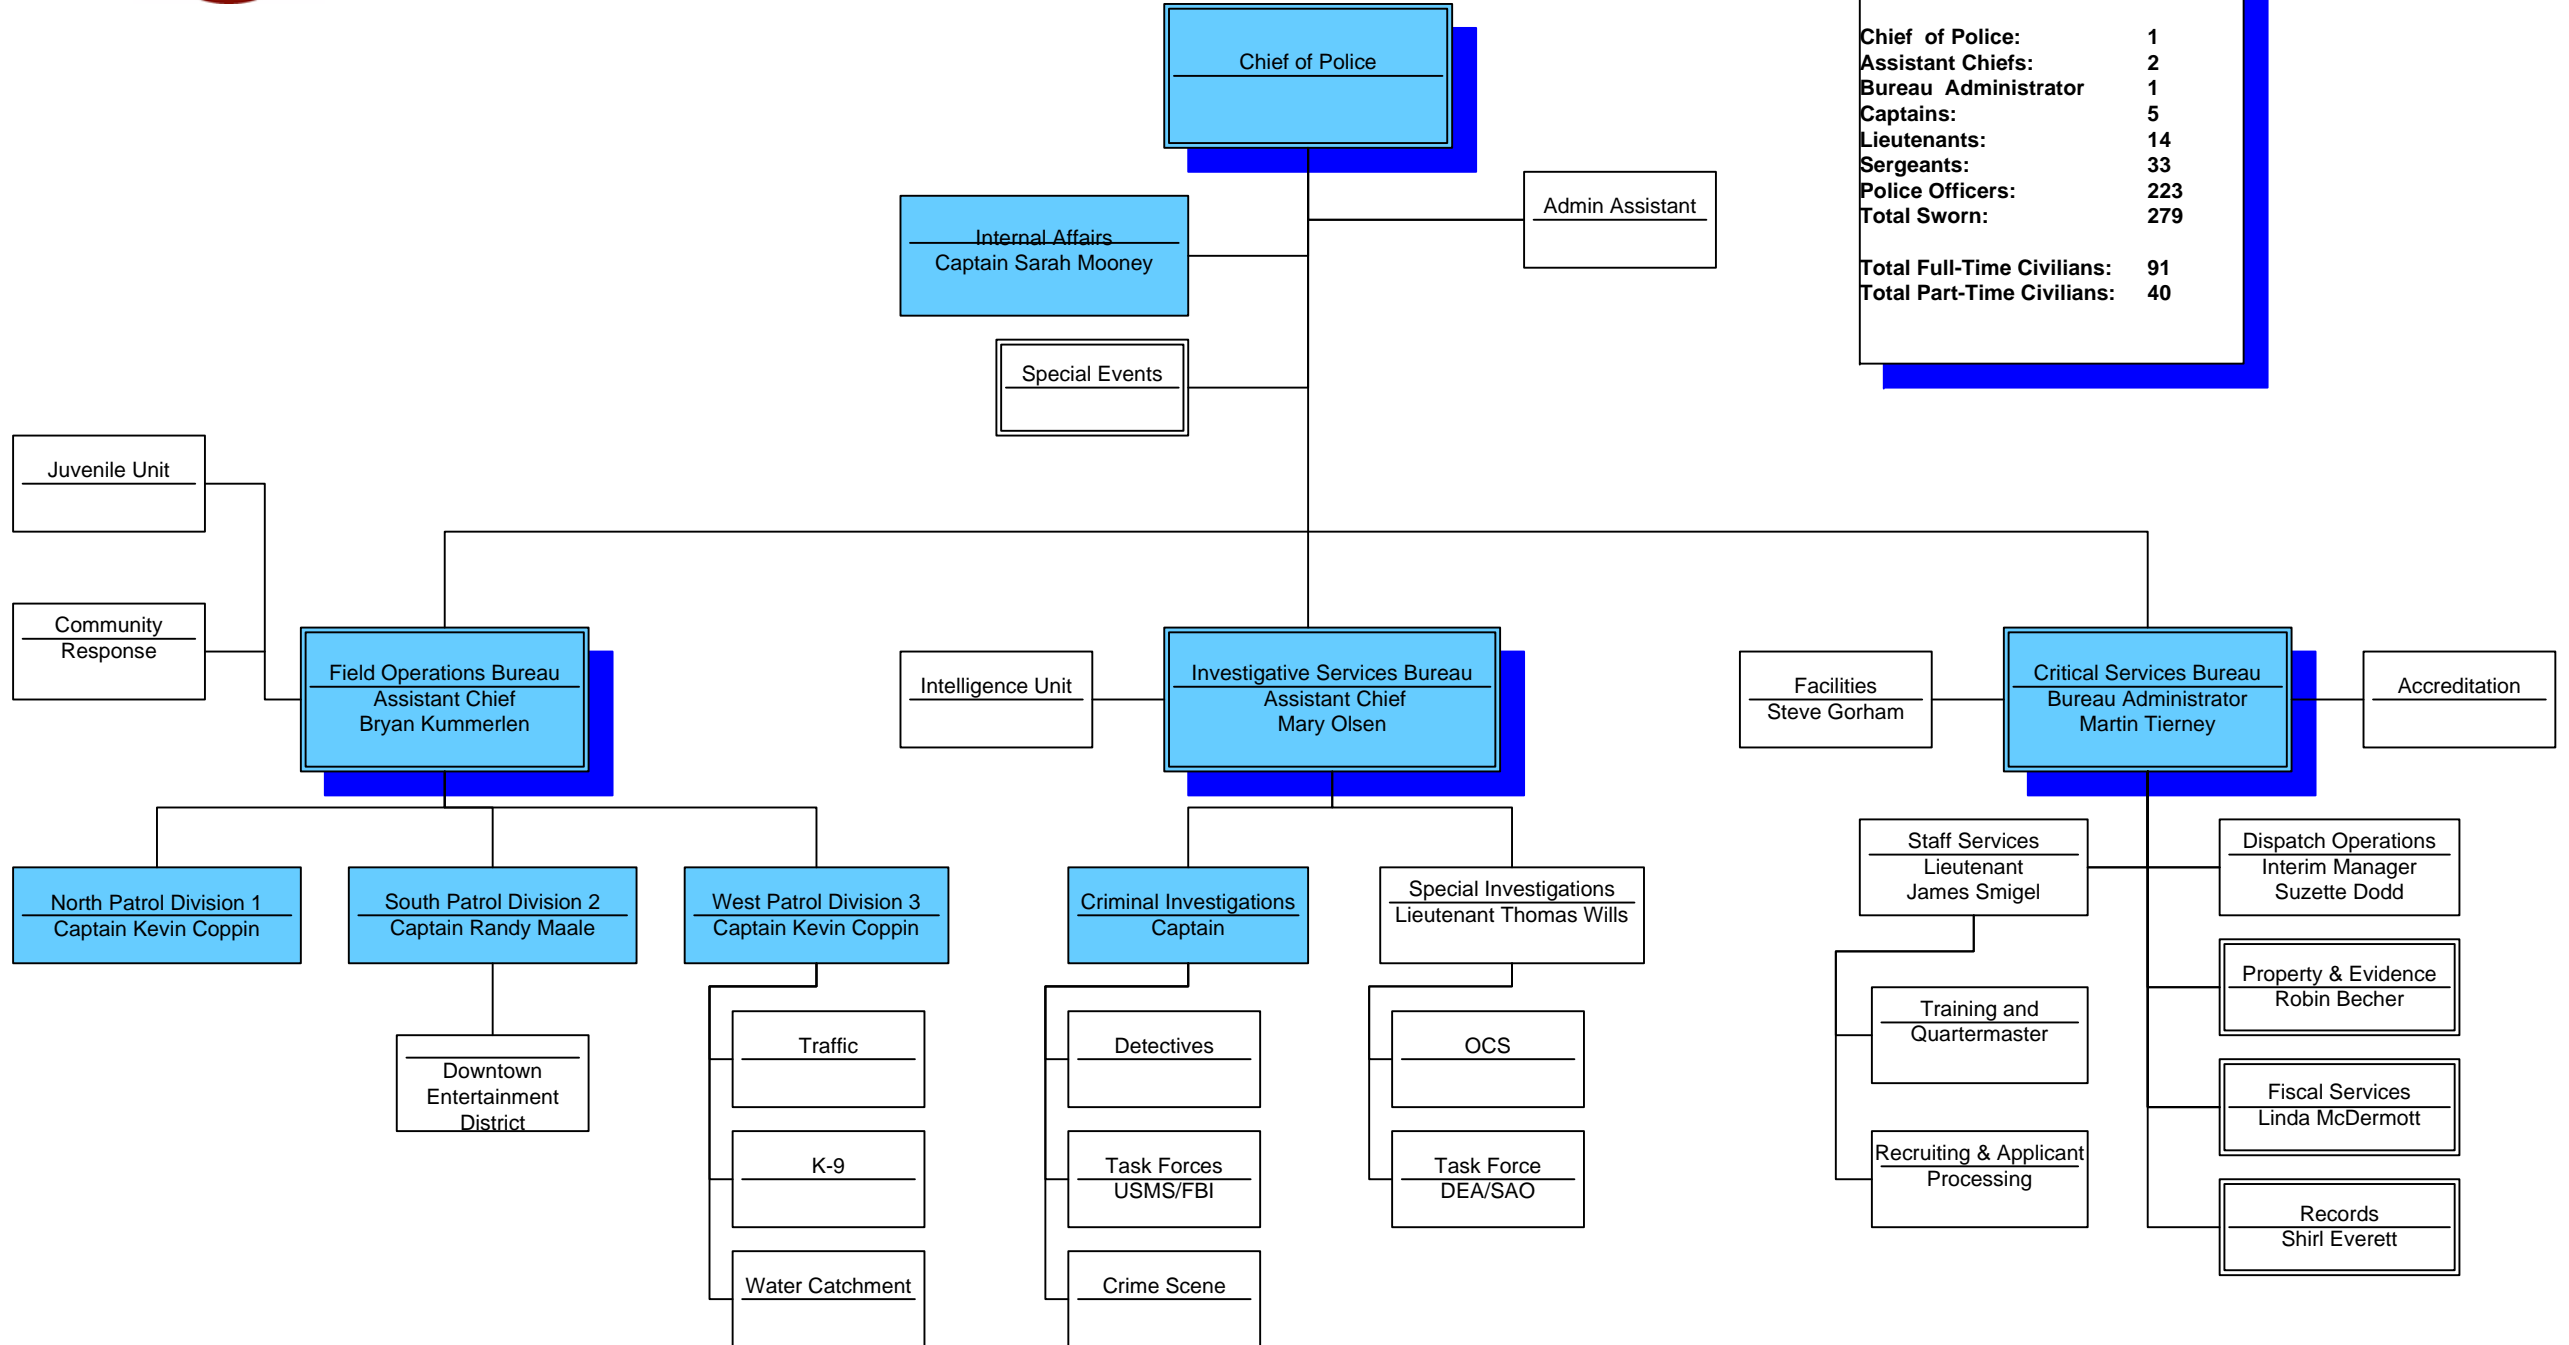 Chief of Police
Chief of Police: 1
Assistant Chiefs: 2
Bureau Administrator 1
Captains: 5
Lieutenants: 14
Sergeants: 33
Police Officers: 223
Total Sworn: 279
Total Full-Time Civilians: 91
Total Part-Time Civilians: 40
Admin Assistant
Internal Affairs
Captain Sarah Mooney
Special Events
Juvenile Unit
Community
Response
Field Operations Bureau
Assistant Chief
Bryan Kummerlen
Intelligence Unit
Investigative Services Bureau
Assistant Chief
Mary Olsen
Facilities
Steve Gorham
Critical Services Bureau
Bureau Administrator
Martin Tierney
Accreditation
North Patrol Division 1
Captain Kevin Coppin
South Patrol Division 2
Captain Randy Maale
West Patrol Division 3
Captain Kevin Coppin
Criminal Investigations
Captain
Special Investigations
Lieutenant Thomas Wills
Staff Services
Lieutenant
James Smigel
Dispatch Operations
Interim Manager
Suzette Dodd
Downtown
Entertainment
District
Traffic
K-9
Water Catchment
Detectives
Task Forces
USMS/FBI
Crime Scene
OCS
Task Force
DEA/SAO
Training and
Quartermaster
Recruiting & Applicant
Processing
Property & Evidence
Robin Becher
Fiscal Services
Linda McDermott
Records
Shirl Everett